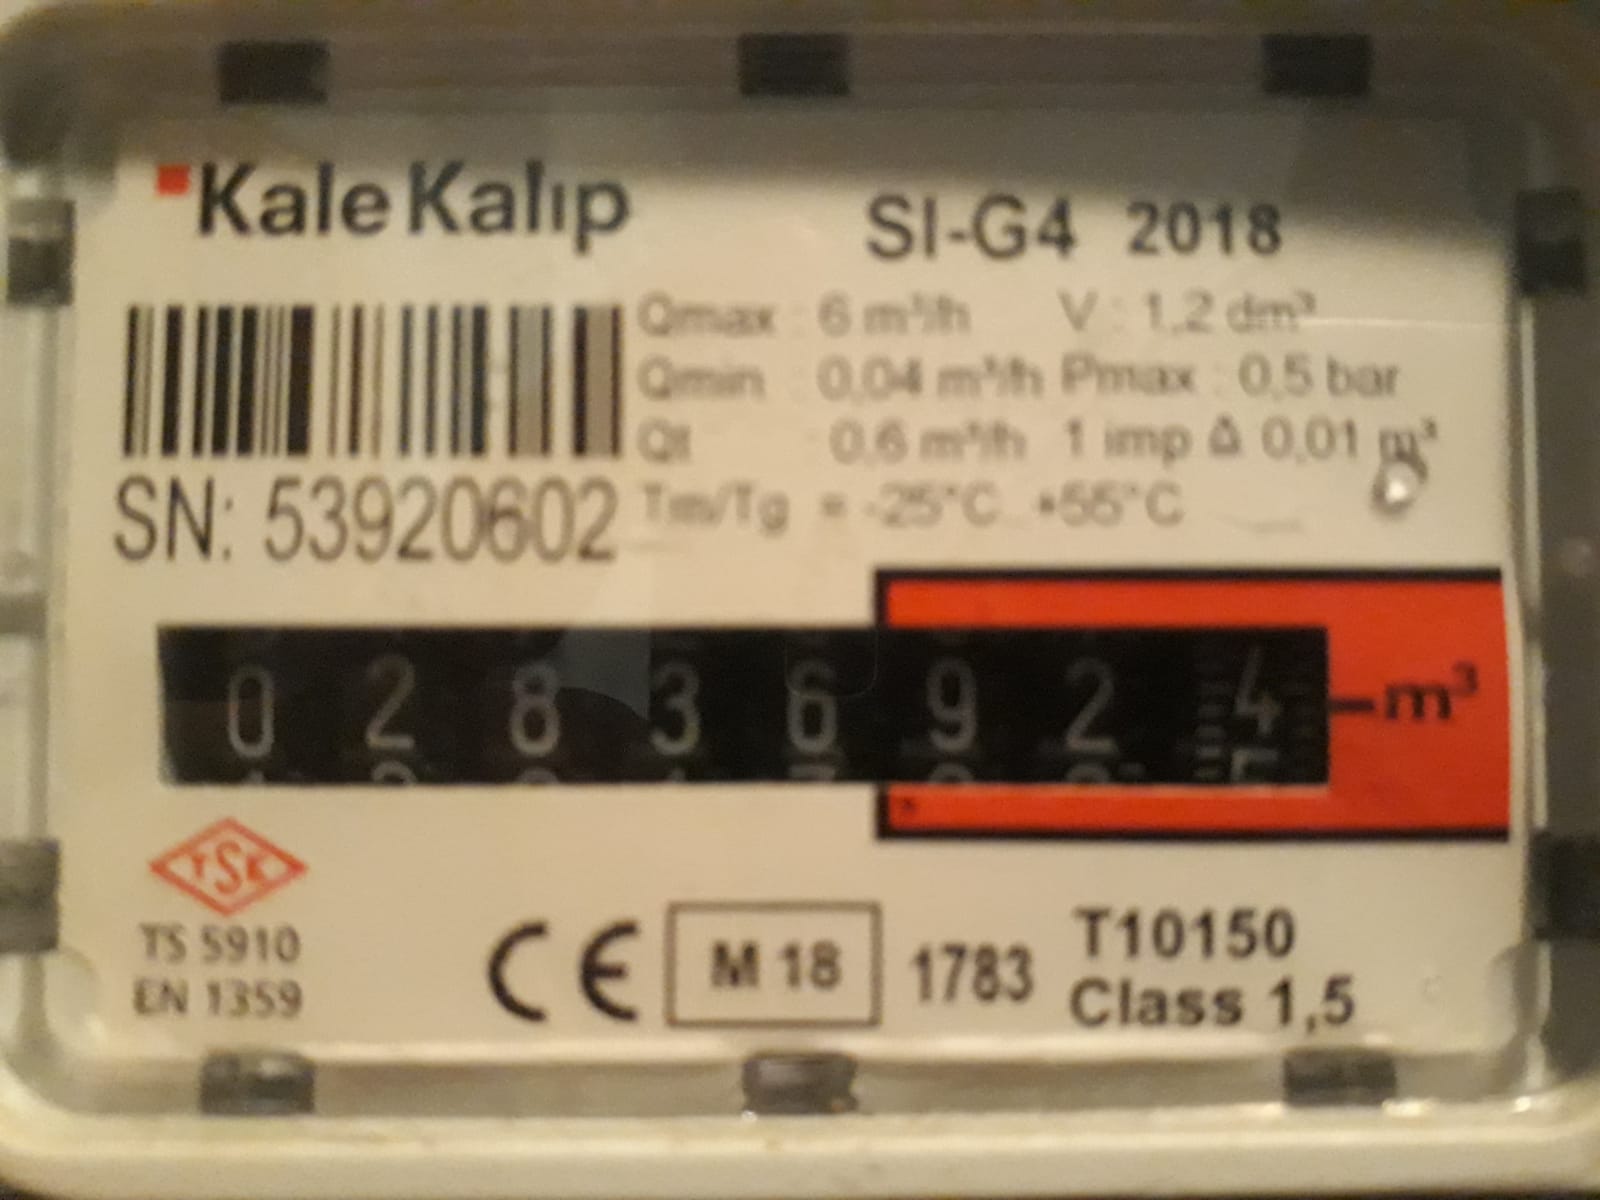 Kale Kalıp
SI-G4 2018
Qmax : 6 m³/h V : 1,2 dm³
Qmin : 0,04 m³/h Pmax : 0,5 bar
Qt : 0,6 m³/h 1 imp ≙ 0,01 m³
Tm/Tg = -25°C +55°C
SN: 53920602
0 2 8 3 6 9 2 4
m³
TSE
TS 5910
EN 1359
CE
M 18
1783
T10150
Class 1,5